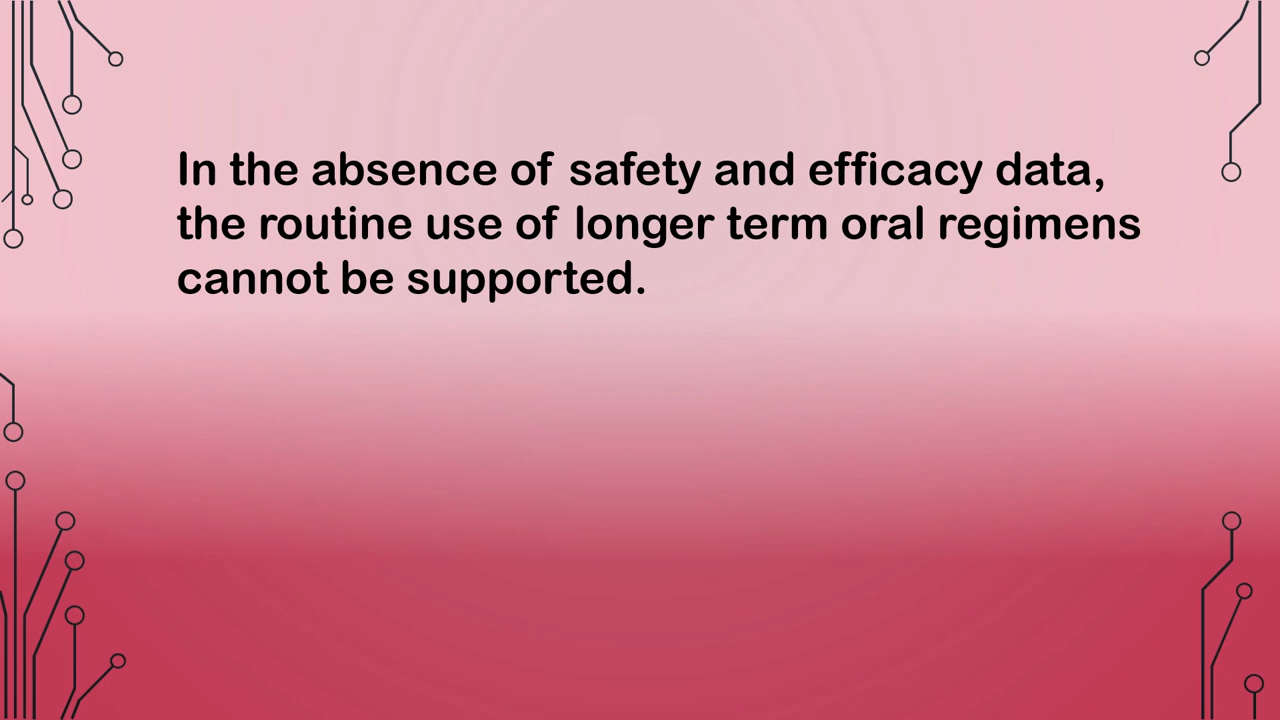 In the absence of safety and efficacy data,
the routine use of longer term oral regimens
cannot be supported.